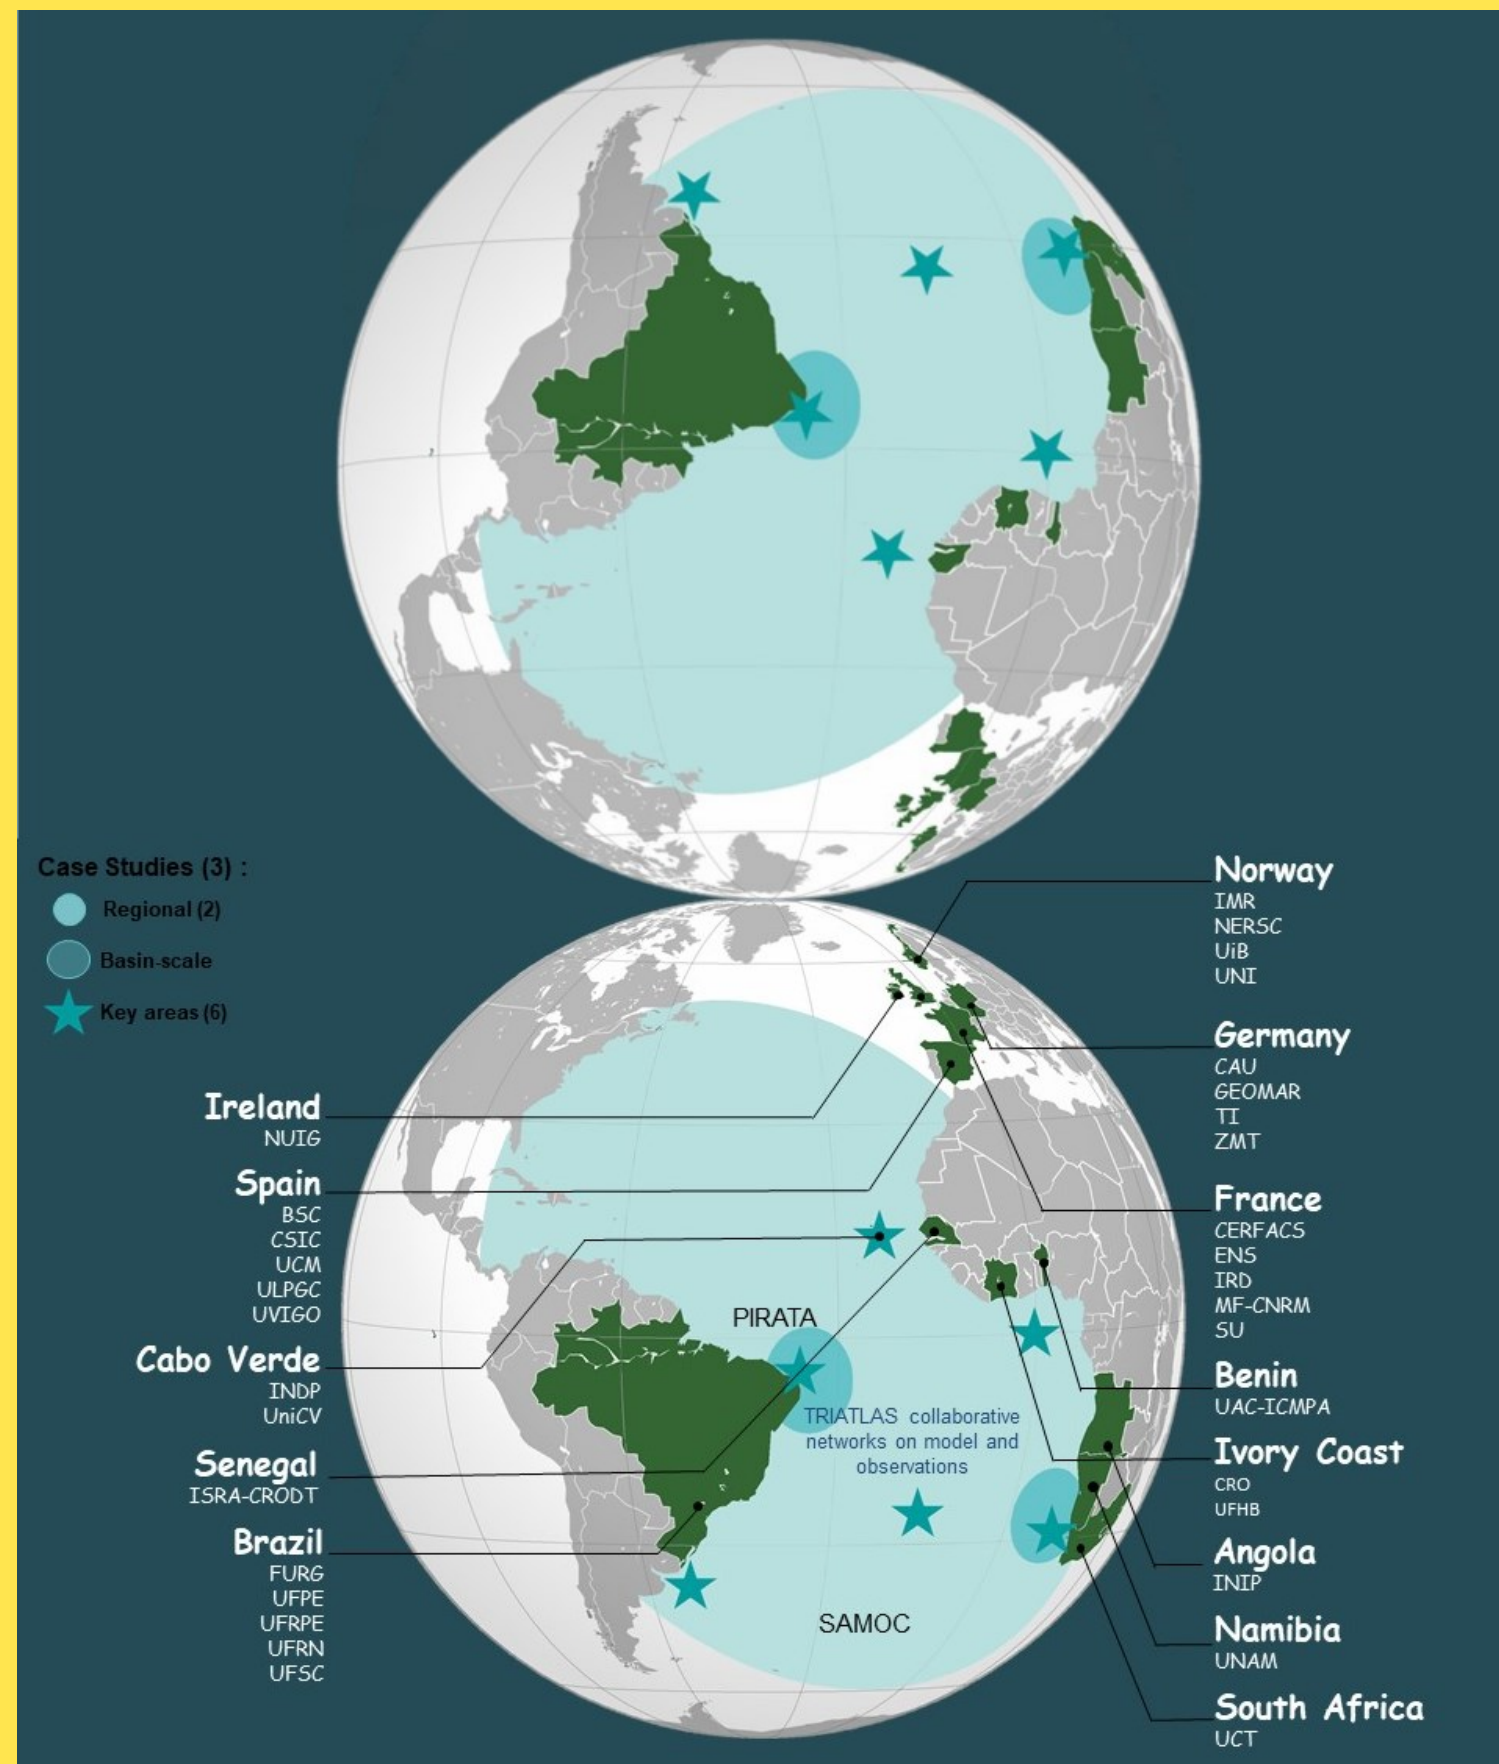 Case Studies (3) :
Regional (2)
Basin-scale
Key areas (6)
Ireland
NUIG
Spain
BSC
CSIC
UCM
ULPGC
UVIGO
Cabo Verde
INDP
UniCV
Senegal
ISRA-CRODT
Brazil
FURG
UFPE
UFRPE
UFRN
UFSC
PIRATA
TRIATLAS collaborative
networks on model and
observations
SAMOC
Norway
IMR
NERSC
UiB
UNI
Germany
CAU
GEOMAR
TI
ZMT
France
CERFACS
ENS
IRD
MF-CNRM
SU
Benin
UAC-ICMPA
Ivory Coast
CRO
UFHB
Angola
INIP
Namibia
UNAM
South Africa
UCT